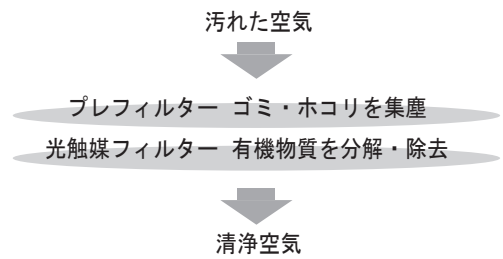 汚れた空気
プレフィルター ゴミ・ホコリを集塵
光触媒フィルター 有機物質を分解・除去
清浄空気